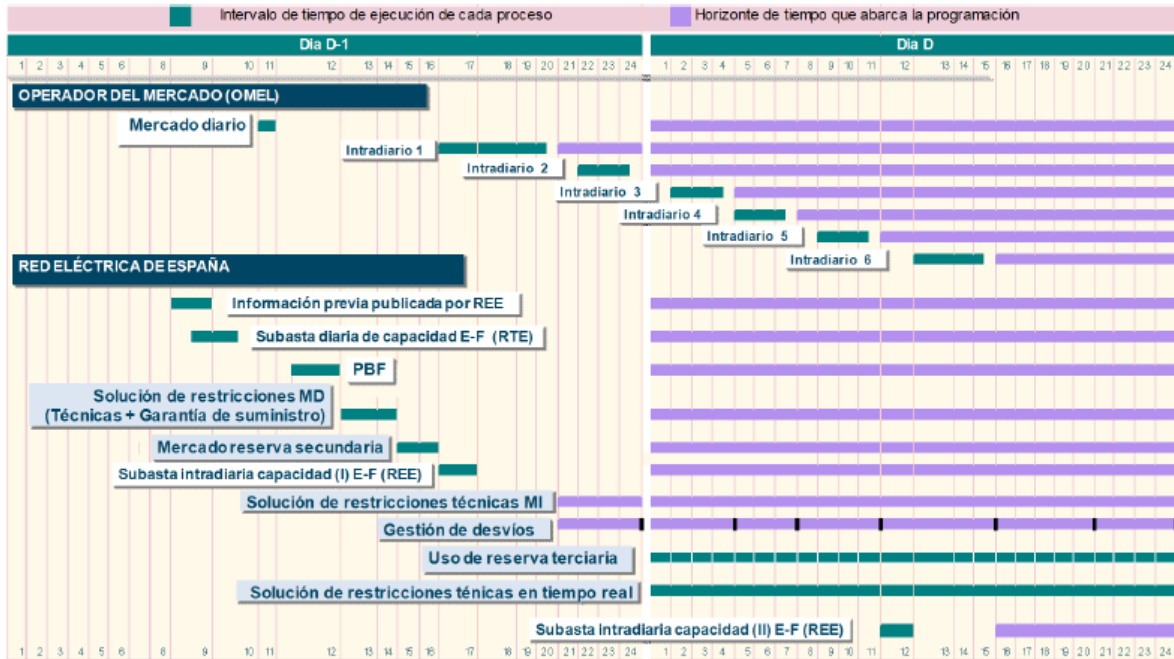 Intervalo de tiempo de ejecución de cada proceso
Horizonte de tiempo que abarca la programación
Dia D-1
Dia D
1 2 3 4 5 6 8 9 10 11 12 13 14 15 16 17 18 19 20 21 22 23 24
1 2 3 4 5 6 7 8 9 10 11 12 13 14 15 16 17 18 19 20 21 22 23 24
OPERADOR DEL MERCADO (OMEL)
Mercado diario
Intradiario 1
Intradiario 2
Intradiario 3
Intradiario 4
Intradiario 5
Intradiario 6
RED ELÉCTRICA DE ESPAÑA
Información previa publicada por REE
Subasta diaria de capacidad E-F (RTE)
PBF
Solución de restricciones MD
(Técnicas + Garantía de suministro)
Mercado reserva secundaria
Subasta intradiaria capacidad (I) E-F (REE)
Solución de restricciones técnicas MI
Gestión de desvíos
Uso de reserva terciaria
Solución de restricciones ténicas en tiempo real
Subasta intradiaria capacidad (II) E-F (REE)
1 2 3 4 5 6 8 9 10 11 12 13 14 15 16 17 18 19 20 21 22 23 24
1 2 3 4 5 6 7 8 9 10 11 12 13 14 15 16 17 18 19 20 21 22 23 24